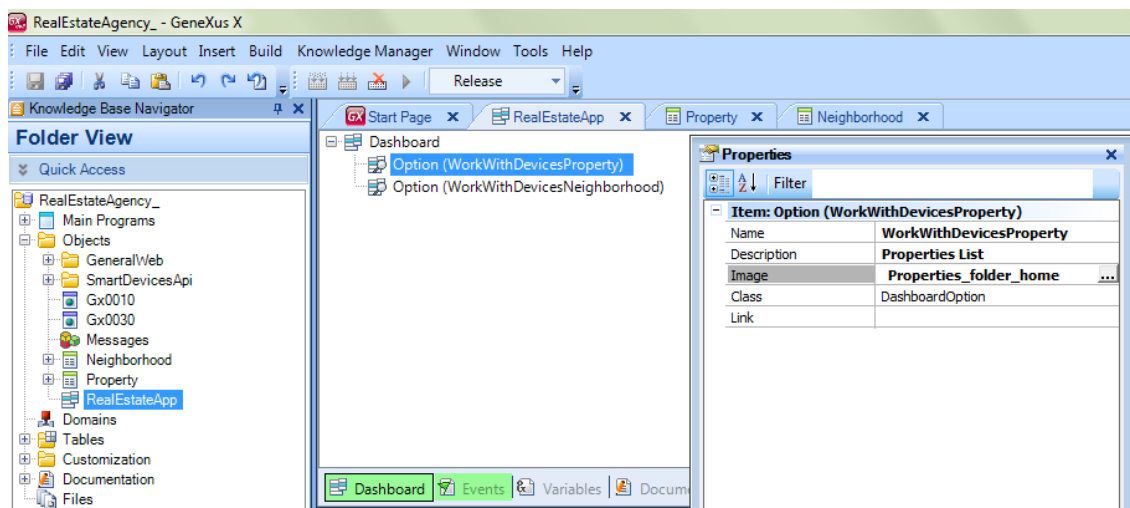 RealEstateAgency_ - GeneXus X
File Edit View Layout Insert Build Knowledge Manager Window Tools Help
Release
Knowledge Base Navigator
Folder View
Quick Access
RealEstateAgency_
Main Programs
Objects
GeneralWeb
SmartDevicesApi
Gx0010
Gx0030
Messages
Neighborhood
Property
RealEstateApp
Domains
Tables
Customization
Documentation
Files
Start Page RealEstateApp Property Neighborhood
Dashboard
Option (WorkWithDevicesProperty)
Option (WorkWithDevicesNeighborhood)
Dashboard Events Variables Docum
Properties
Filter
Item: Option (WorkWithDevicesProperty)
Name WorkWithDevicesProperty
Description Properties List
Image Properties_folder_home ...
Class DashboardOption
Link